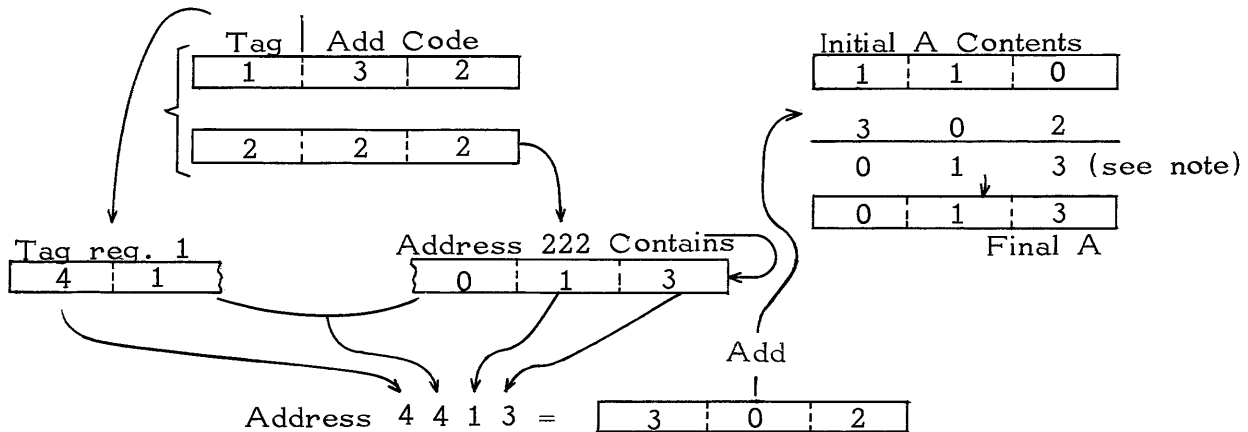 Tag Add Code
1 3 2
2 2 2
Initial A Contents
1 1 0
3 0 2
0 1 3 (see note)
0 1 3
Final A
Tag reg. 1
4 1
Address 222 Contains
0 1 3
Add
Address 4 4 1 3 = 3 0 2